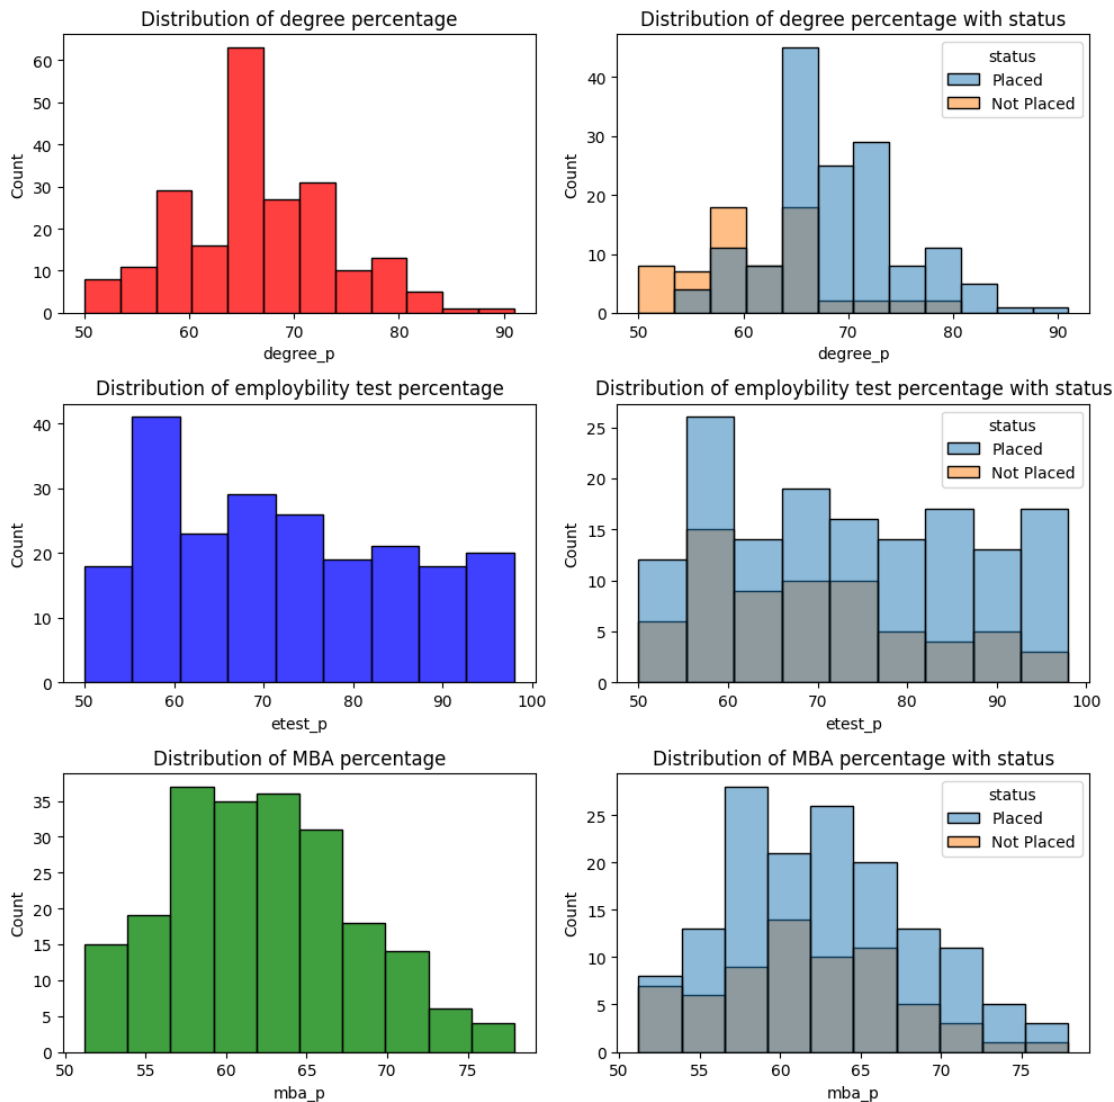 Distribution of degree percentage
60
50
40
30
20
10
0
Count
50 60 70 80 90
degree_p
Distribution of degree percentage with status
status
Placed
Not Placed
40
30
20
10
0
Count
50 60 70 80 90
degree_p
Distribution of employbility test percentage
40
30
20
10
0
Count
50 60 70 80 90 100
etest_p
Distribution of employbility test percentage with status
status
Placed
Not Placed
25
20
15
10
5
0
Count
50 60 70 80 90 100
etest_p
Distribution of MBA percentage
35
30
25
20
15
10
5
0
Count
50 55 60 65 70 75
mba_p
Distribution of MBA percentage with status
status
Placed
Not Placed
25
20
15
10
5
0
Count
50 55 60 65 70 75
mba_p